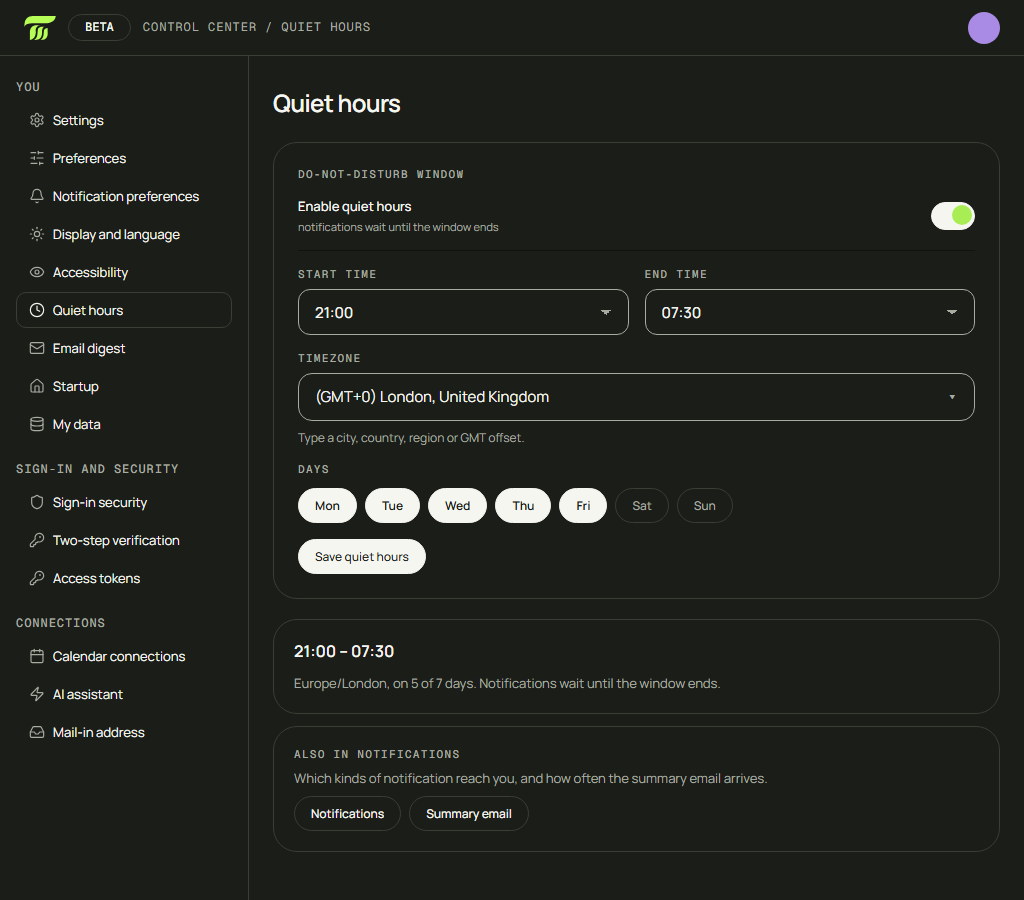 BETA
CONTROL CENTER / QUIET HOURS
YOU
Settings
Preferences
Notification preferences
Display and language
Accessibility
Quiet hours
Email digest
Startup
My data
SIGN-IN AND SECURITY
Sign-in security
Two-step verification
Access tokens
CONNECTIONS
Calendar connections
AI assistant
Mail-in address
Quiet hours
DO-NOT-DISTURB WINDOW
Enable quiet hours
notifications wait until the window ends
START TIME
END TIME
21:00
07:30
TIMEZONE
(GMT+0) London, United Kingdom
Type a city, country, region or GMT offset.
DAYS
Mon Tue Wed Thu Fri Sat Sun
Save quiet hours
21:00 – 07:30
Europe/London, on 5 of 7 days. Notifications wait until the window ends.
ALSO IN NOTIFICATIONS
Which kinds of notification reach you, and how often the summary email arrives.
Notifications Summary email